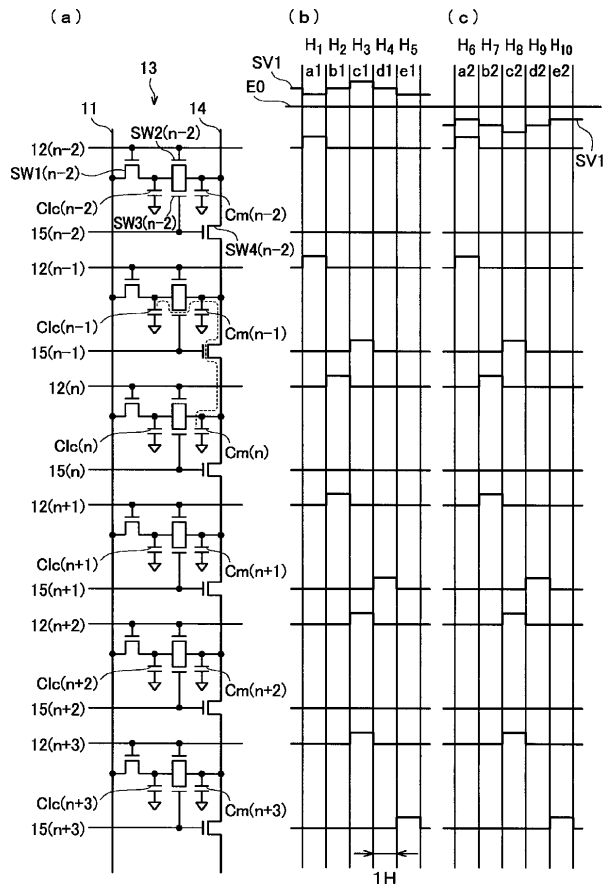 (a) (b) (c)
H1 H2 H3 H4 H5 H6 H7 H8 H9 H10
SV1 a1 b1 c1 d1 e1 a2 b2 c2 d2 e2
E0
13
11 14
SW2(n-2)
12(n-2)
SV1
SW1(n-2)
Clc(n-2) SW3(n-2) Cm(n-2)
15(n-2)
SW4(n-2)
12(n-1)
Clc(n-1) Cm(n-1)
15(n-1)
12(n)
Clc(n) Cm(n)
15(n)
12(n+1)
Clc(n+1) Cm(n+1)
15(n+1)
12(n+2)
Clc(n+2) Cm(n+2)
15(n+2)
12(n+3)
Clc(n+3) Cm(n+3)
15(n+3)
1H